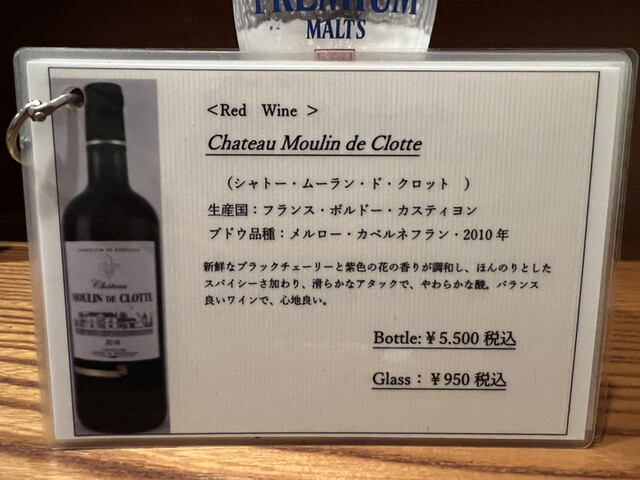 PREMIUM
MALTS
<Red Wine >
Chateau Moulin de Clotte
（シャトー・ムーラン・ド・クロット ）
生産国：フランス・ボルドー・カスティヨン
ブドウ品種：メルロー・カベルネフラン・2010 年
新鮮なブラックチェーリーと紫色の花の香りが調和し、ほんのりとした
スパイシーさ加わり、滑らかなアタックで、やわらかな酸。バランス
良いワインで、心地良い。
Bottle: ¥ 5.500 税込
Glass： ¥ 950 税込
Château
MOULIN DE CLOTTE
2010